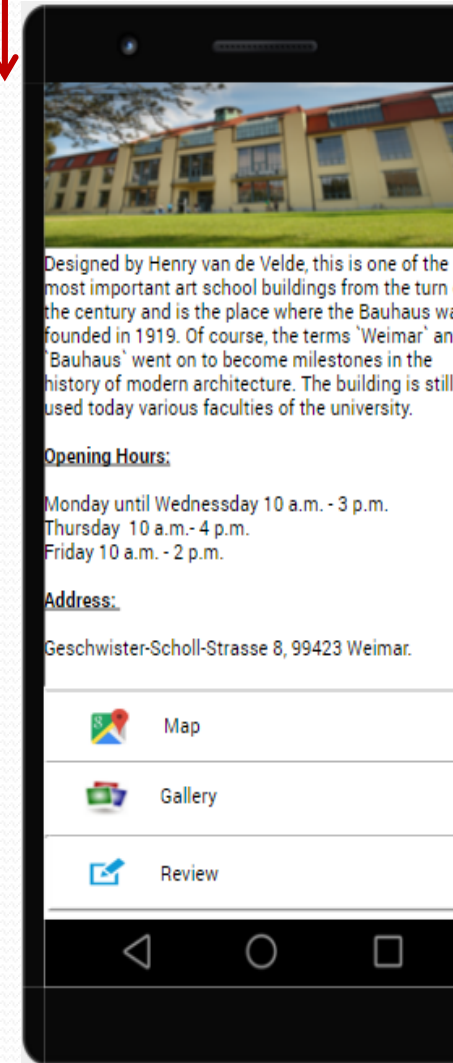 Designed by Henry van de Velde, this is one of the
most important art school buildings from the turn
the century and is the place where the Bauhaus wa
founded in 1919. Of course, the terms `Weimar` an
`Bauhaus` went on to become milestones in the
history of modern architecture. The building is still
used today various faculties of the university.
Opening Hours:
Monday until Wednessday 10 a.m. - 3 p.m.
Thursday  10 a.m.- 4 p.m.
Friday 10 a.m. - 2 p.m.
Address:
Geschwister-Scholl-Strasse 8, 99423 Weimar.
Map
Gallery
Review